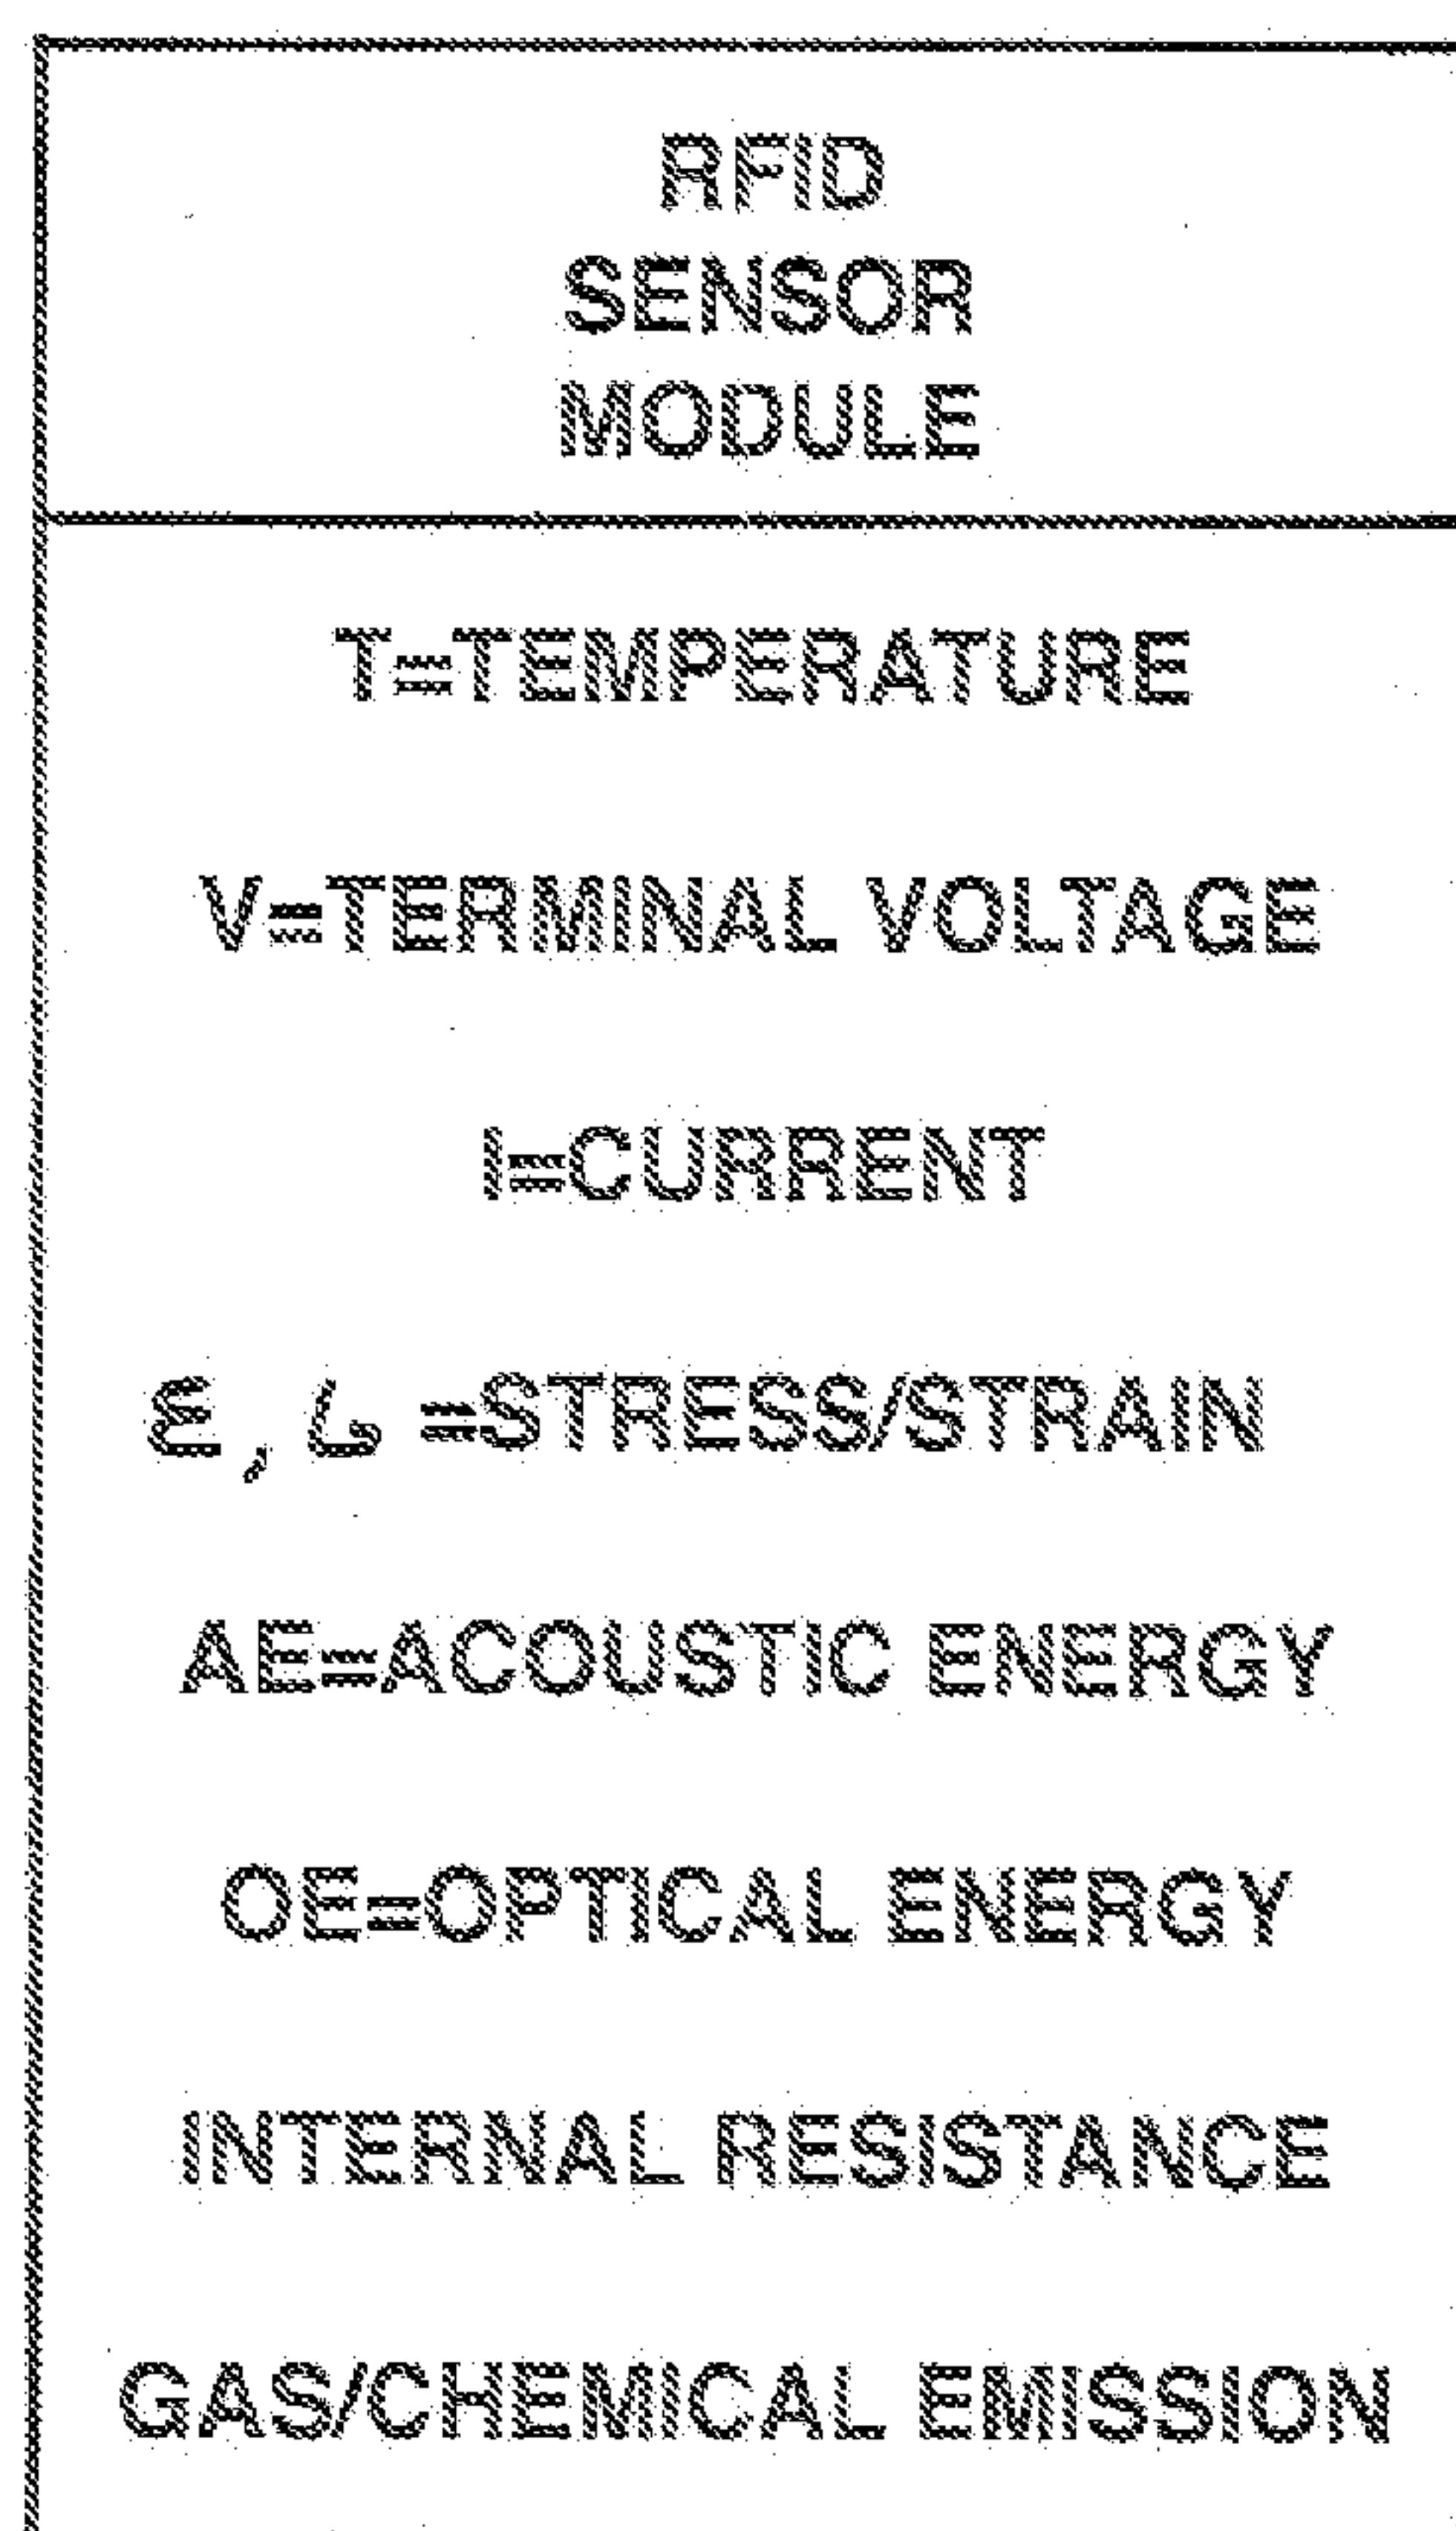 RFID
SENSOR
MODULE
T=TEMPERATURE
V=TERMINAL VOLTAGE
I=CURRENT
ε, =STRESS/STRAIN
AE=ACOUSTIC ENERGY
OE=OPTICAL ENERGY
INTERNAL RESISTANCE
GAS/CHEMICAL EMISSION